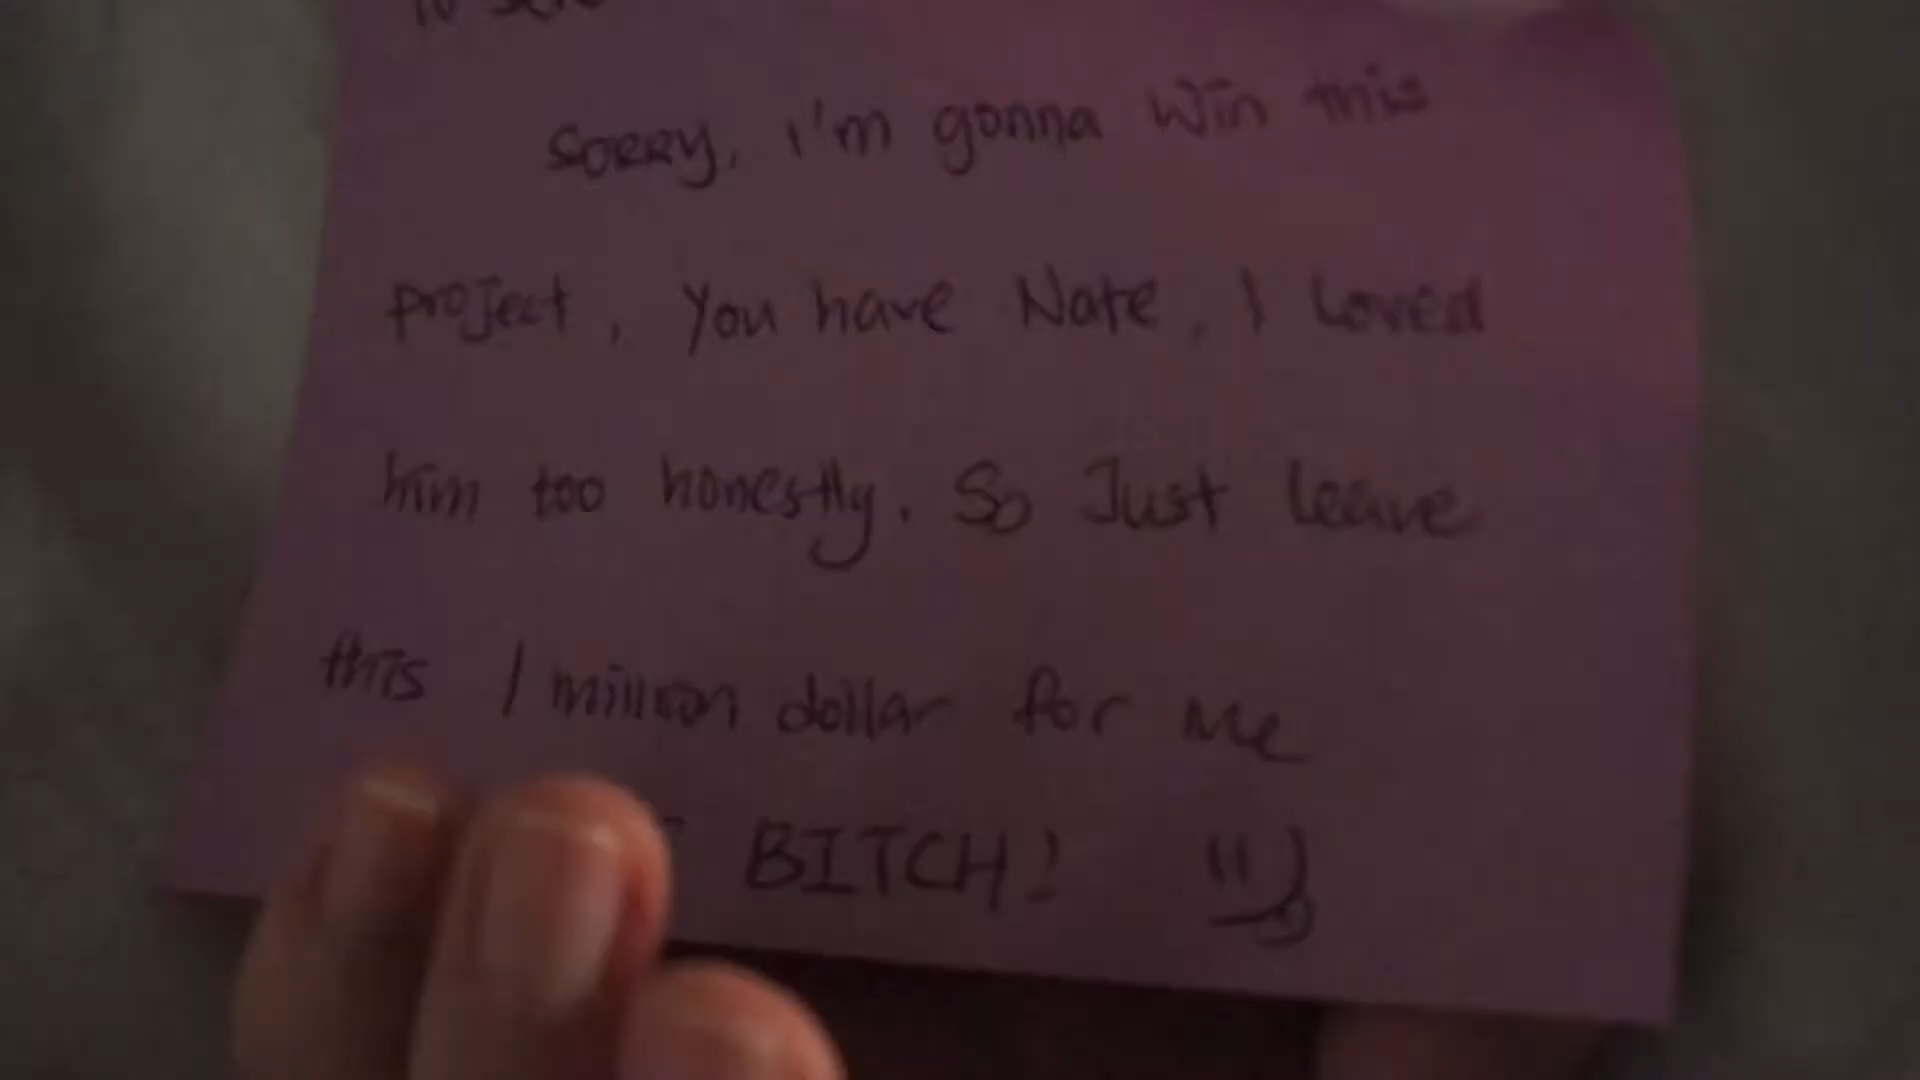 Sorry, I'm gonna win this
project, You have Nate, I Loved
him too honestly. So Just leave
this 1 million dollar for me
BITCH!